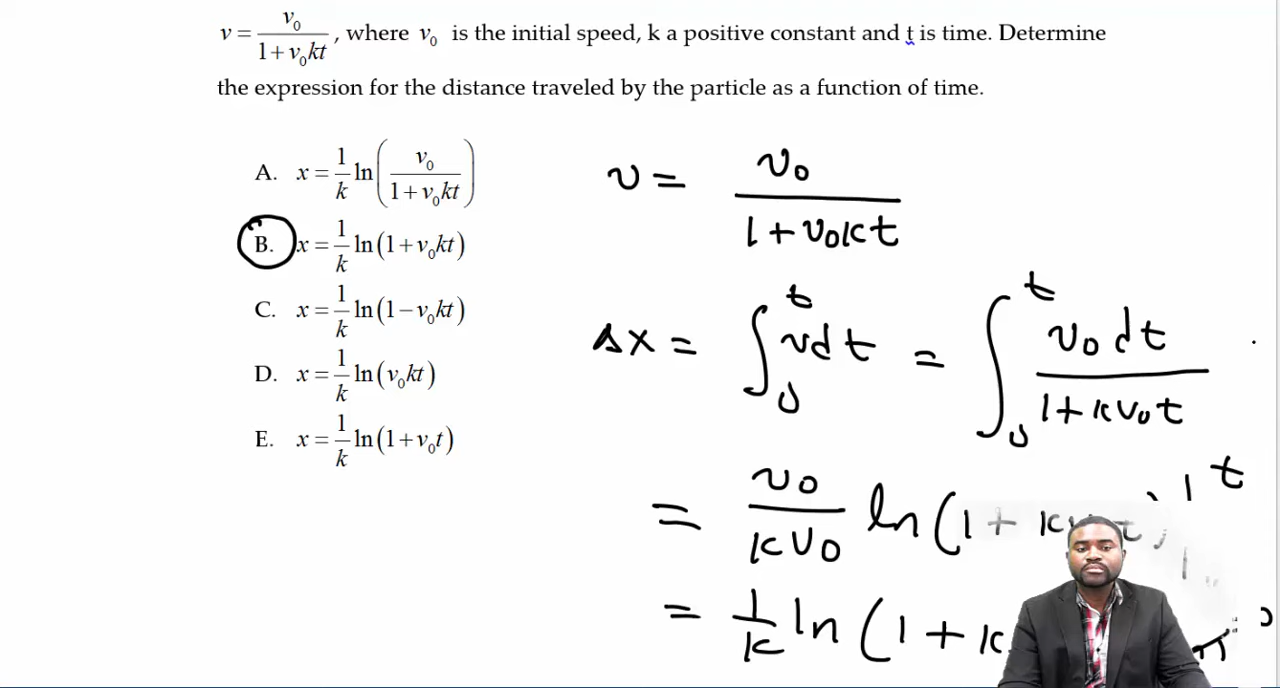 v = v₀ / (1 + v₀kt) , where v₀ is the initial speed, k a positive constant and t is time. Determine
the expression for the distance traveled by the particle as a function of time.
A. x = 1/k ln( v₀ / (1 + v₀kt) )
B. x = 1/k ln(1 + v₀kt)
C. x = 1/k ln(1 − v₀kt)
D. x = 1/k ln(v₀kt)
E. x = 1/k ln(1 + v₀t)
v = v₀ / (1 + v₀kt)
Δx = ∫₀ᵗ v dt = ∫₀ᵗ v₀ dt / (1 + kv₀t)
= v₀ / kv₀ ln(1 + k t) |ᵗ
= 1/k ln(1 + k